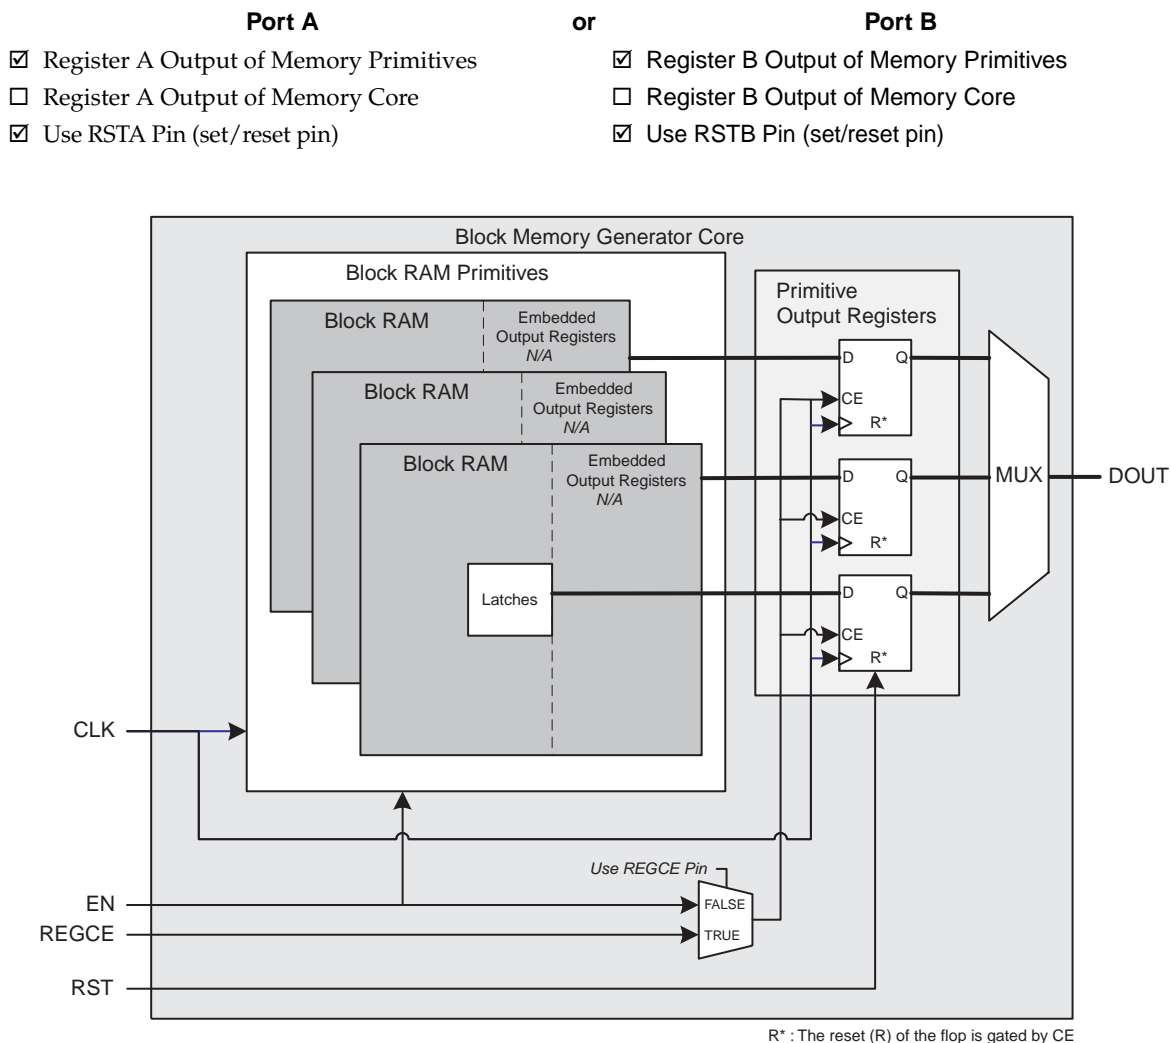 Port A or Port B
☑ Register A Output of Memory Primitives
☐ Register A Output of Memory Core
☑ Use RSTA Pin (set/reset pin)
☑ Register B Output of Memory Primitives
☐ Register B Output of Memory Core
☑ Use RSTB Pin (set/reset pin)
Block Memory Generator Core
Block RAM Primitives
Block RAM
Embedded
Output Registers
N/A
Block RAM
Embedded
Output Registers
N/A
Block RAM
Embedded
Output Registers
N/A
Latches
Primitive
Output Registers
D Q
CE
R*
D Q
CE
R*
D Q
CE
R*
MUX
DOUT
CLK
Use REGCE Pin
EN
FALSE
REGCE
TRUE
RST
R* : The reset (R) of the flop is gated by CE